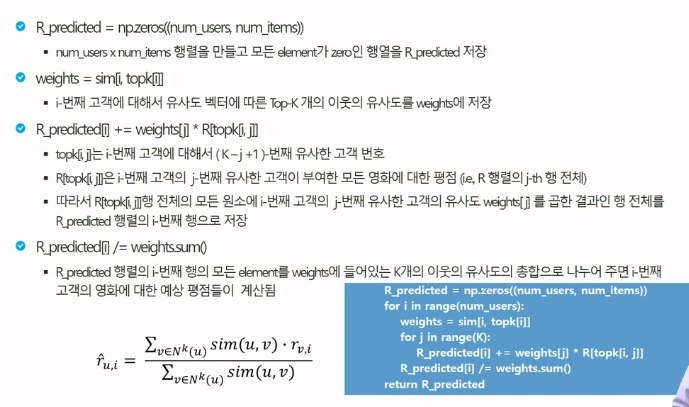 R_predicted = np.zeros((num_users, num_items))
▪ num_users x num_items 행렬을 만들고 모든 element가 zero인 행열을 R_predicted 저장
weights = sim[i, topk[i]]
▪ i-번째 고객에 대해서 유사도 벡터에 따른 Top-K 개의 이웃의 유사도를 weights에 저장
R_predicted[i] += weights[j] * R[topk[i, j]]
▪ topk[i, j]는 i-번째 고객에 대해서 ( K – j +1 )-번째 유사한 고객 번호
▪ R[topk[i, j]]은 i-번째 고객의 j-번째 유사한 고객이 부여한 모든 영화에 대한 평점 (i.e., R 행렬의 j-th 행 전체)
▪ 따라서 R[topk[i, j]]행 전체의 모든 원소에 i-번째 고객의 j-번째 유사한 고객의 유사도 weights[ j ] 를 곱한 결과인 행 전체를
R_predicted 행렬의 i-번째 행으로 저장
R_predicted[i] /= weights.sum()
▪ R_predicted 행렬의 i-번째 행의 모든 element를 weights에 들어있는 K개의 이웃의 유사도의 총합으로 나누어 주면 i-번째
고객의 영화에 대한 예상 평점들이 계산됨
r̂_{u,i} = \frac{∑_{v∈N^k(u)} sim(u, v) · r_{v,i}}{∑_{v∈N^k(u)} sim(u, v)}
R_predicted = np.zeros((num_users, num_items))
for i in range(num_users):
weights = sim[i, topk[i]]
for j in range(K):
R_predicted[i] += weights[j] * R[topk[i, j]]
R_predicted[i] /= weights.sum()
return R_predicted